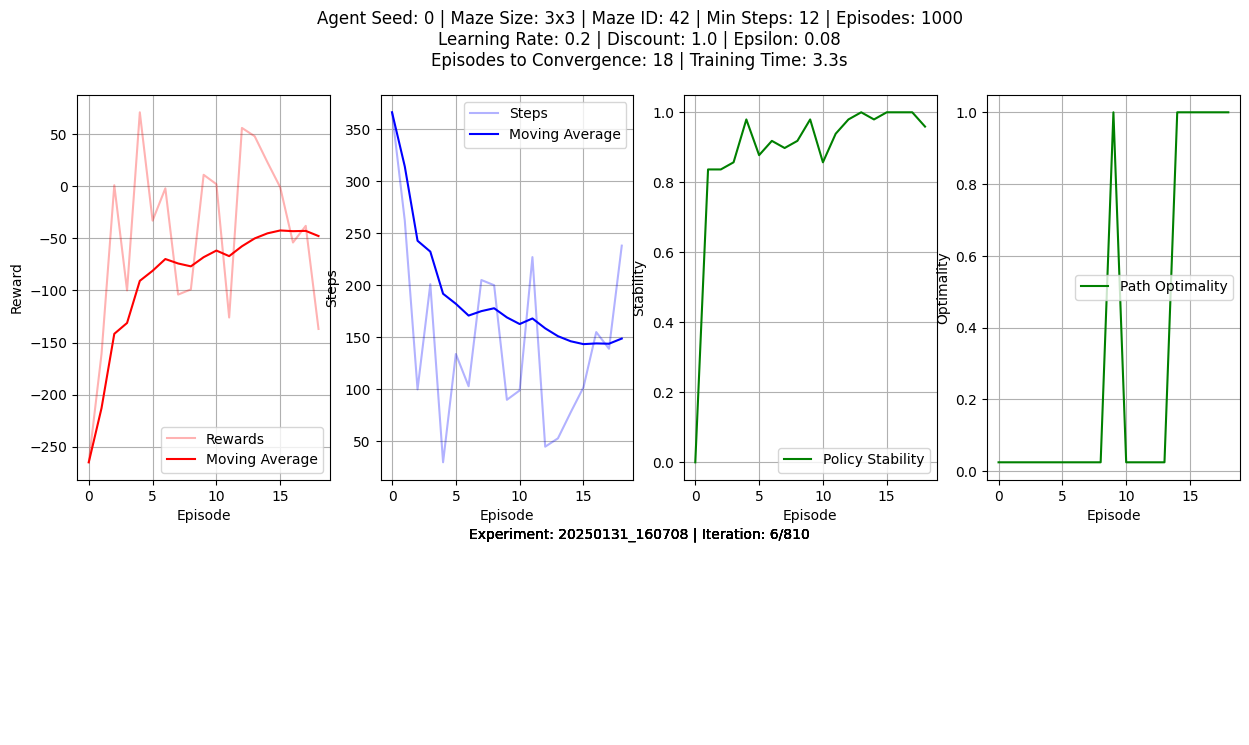 Agent Seed: 0 | Maze Size: 3x3 | Maze ID: 42 | Min Steps: 12 | Episodes: 1000
Learning Rate: 0.2 | Discount: 1.0 | Epsilon: 0.08
Episodes to Convergence: 18 | Training Time: 3.3s
Reward
50
0
−50
−100
−150
−200
−250
Rewards
Moving Average
0 5 10 15
Episode
Steps
350
300
250
200
150
100
50
Steps
Moving Average
0 5 10 15
Episode
Stability
1.0
0.8
0.6
0.4
0.2
0.0
Policy Stability
0 5 10 15
Episode
Optimality
1.0
0.8
0.6
0.4
0.2
0.0
Path Optimality
0 5 10 15
Episode
Experiment: 20250131_160708 | Iteration: 6/810